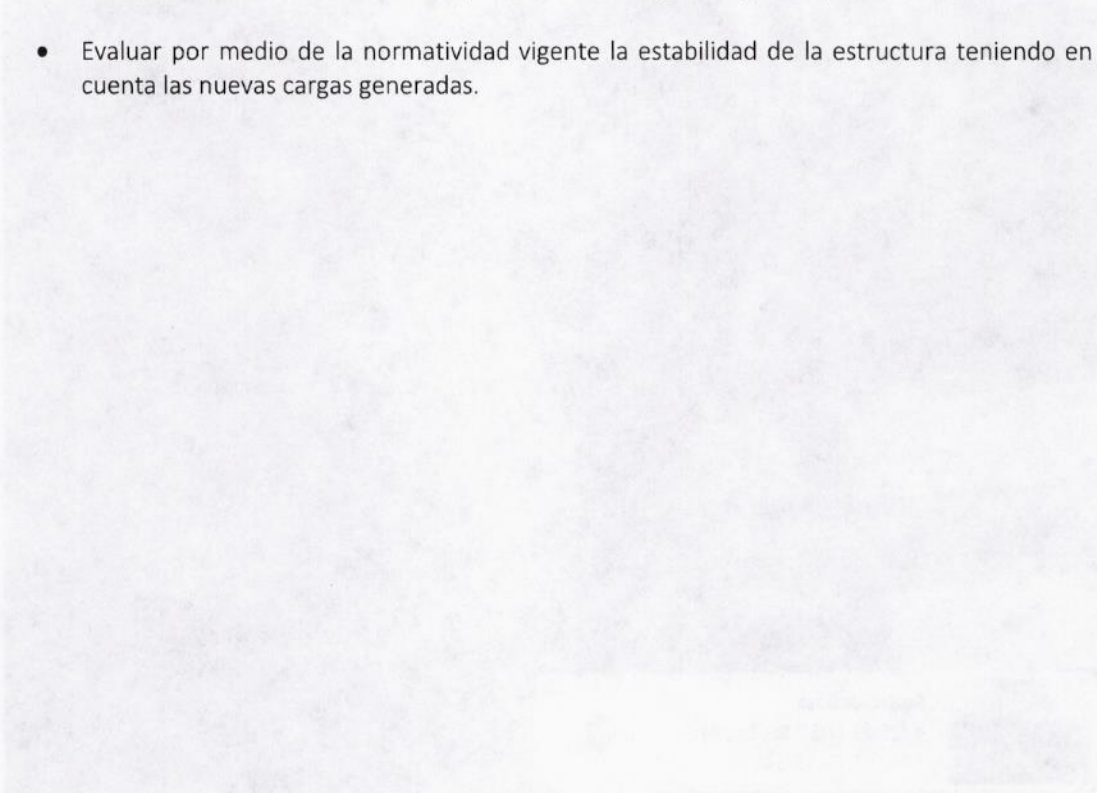 • Evaluar por medio de la normatividad vigente la estabilidad de la estructura teniendo en
cuenta las nuevas cargas generadas.